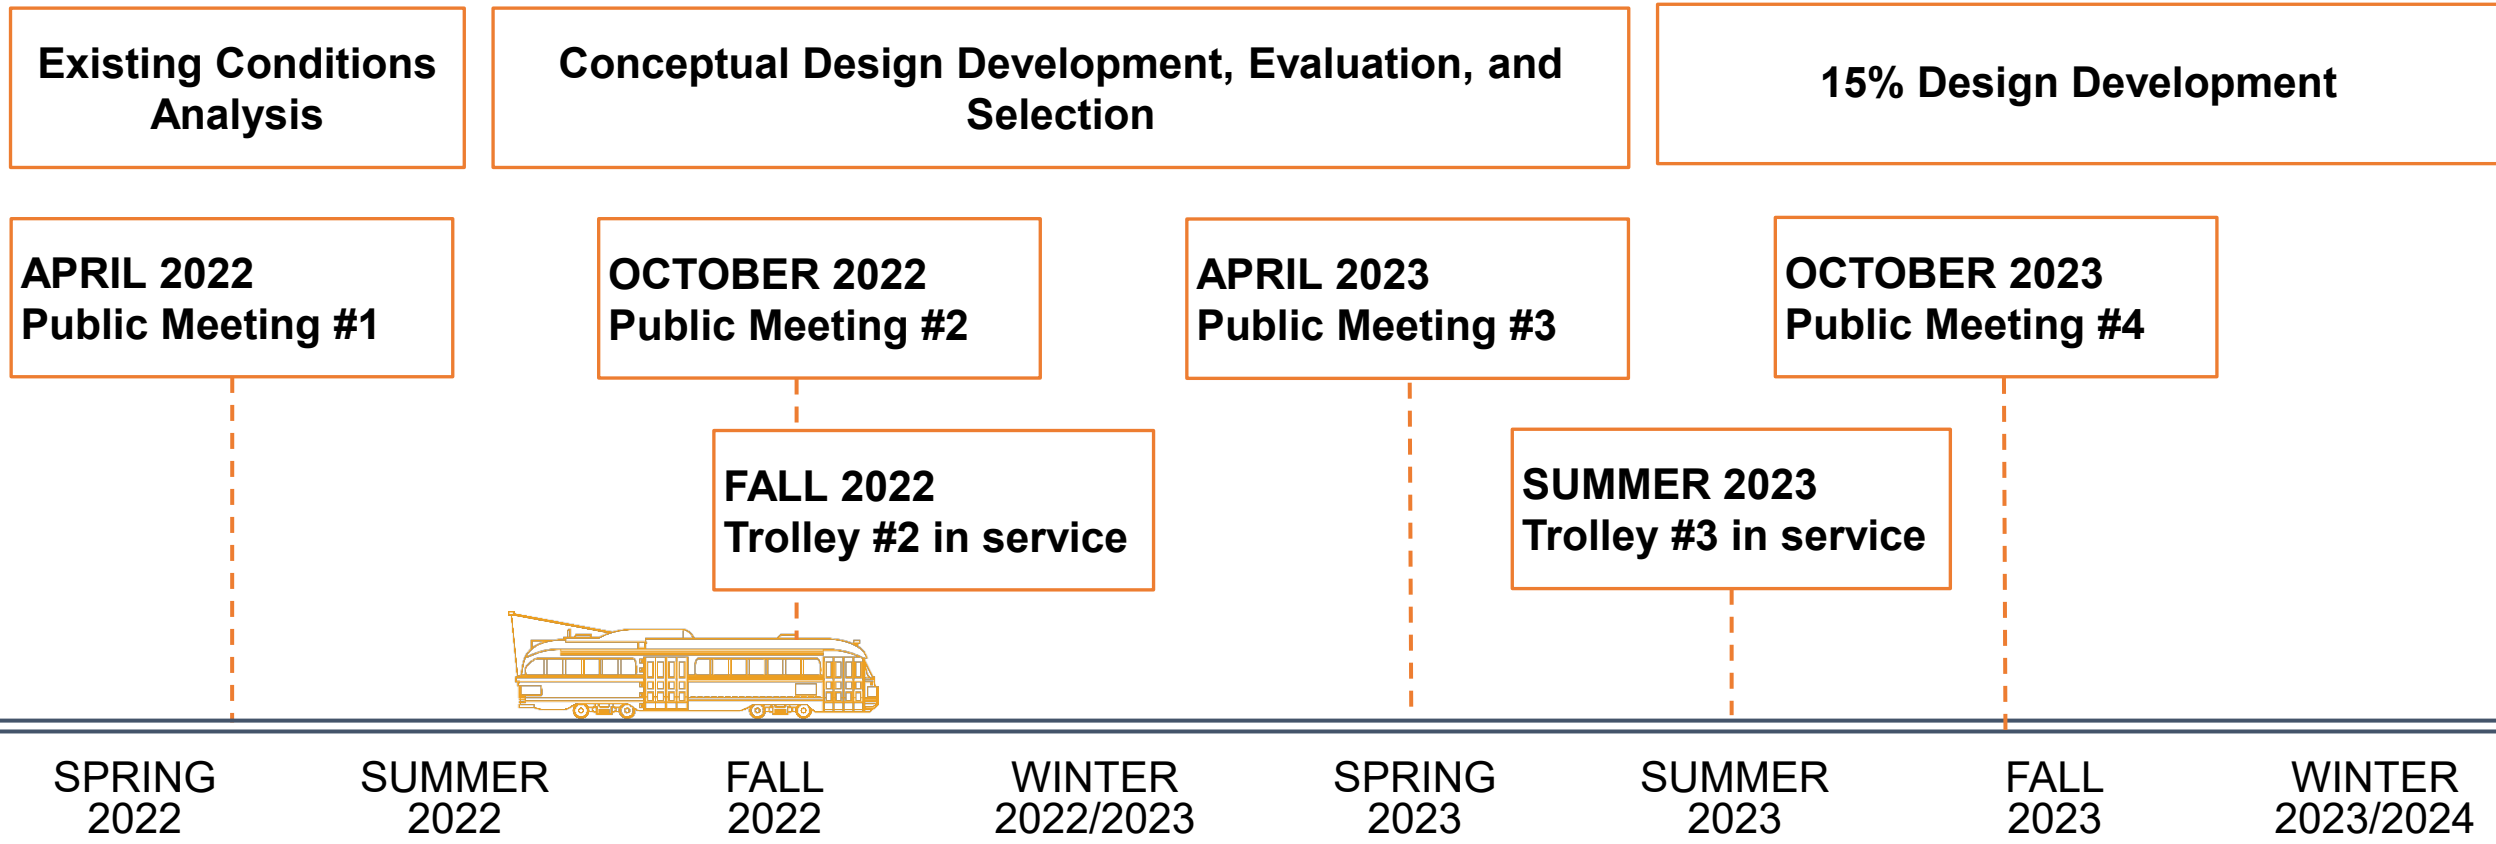 Existing Conditions
Analysis
Conceptual Design Development, Evaluation, and
Selection
15% Design Development
APRIL 2022
Public Meeting #1
OCTOBER 2022
Public Meeting #2
APRIL 2023
Public Meeting #3
OCTOBER 2023
Public Meeting #4
FALL 2022
Trolley #2 in service
SUMMER 2023
Trolley #3 in service
SPRING
2022
SUMMER
2022
FALL
2022
WINTER
2022/2023
SPRING
2023
SUMMER
2023
FALL
2023
WINTER
2023/2024